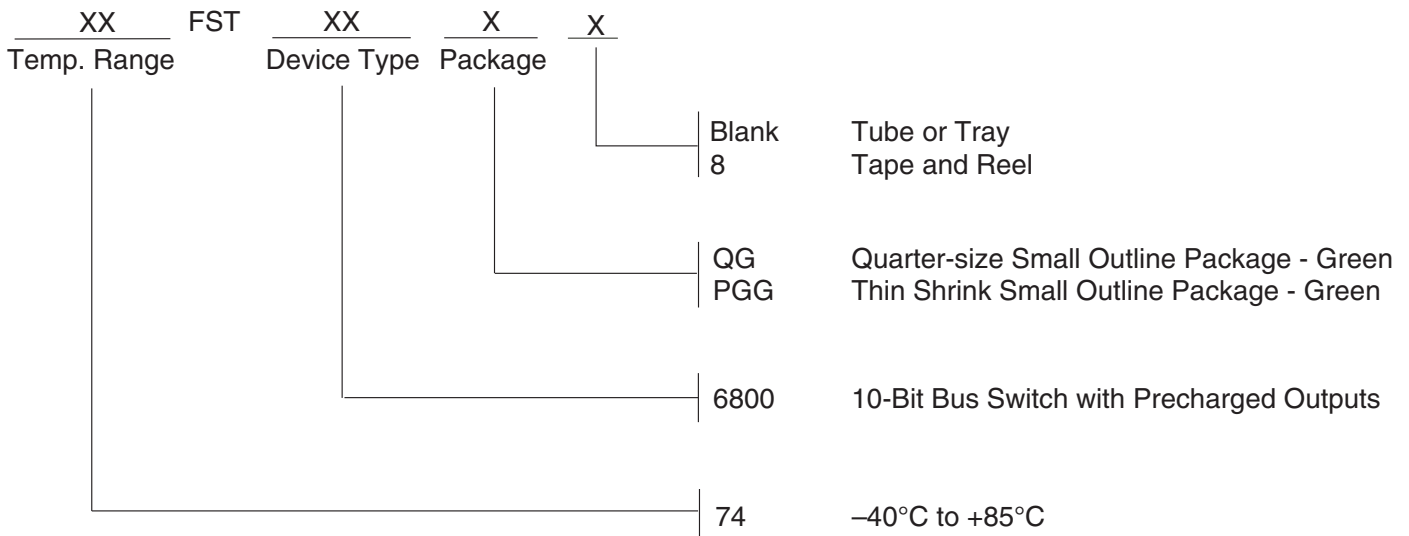 XX FST XX X X
Temp. Range Device Type Package
Blank Tube or Tray
8 Tape and Reel
QG Quarter-size Small Outline Package - Green
PGG Thin Shrink Small Outline Package - Green
6800 10-Bit Bus Switch with Precharged Outputs
74 –40°C to +85°C